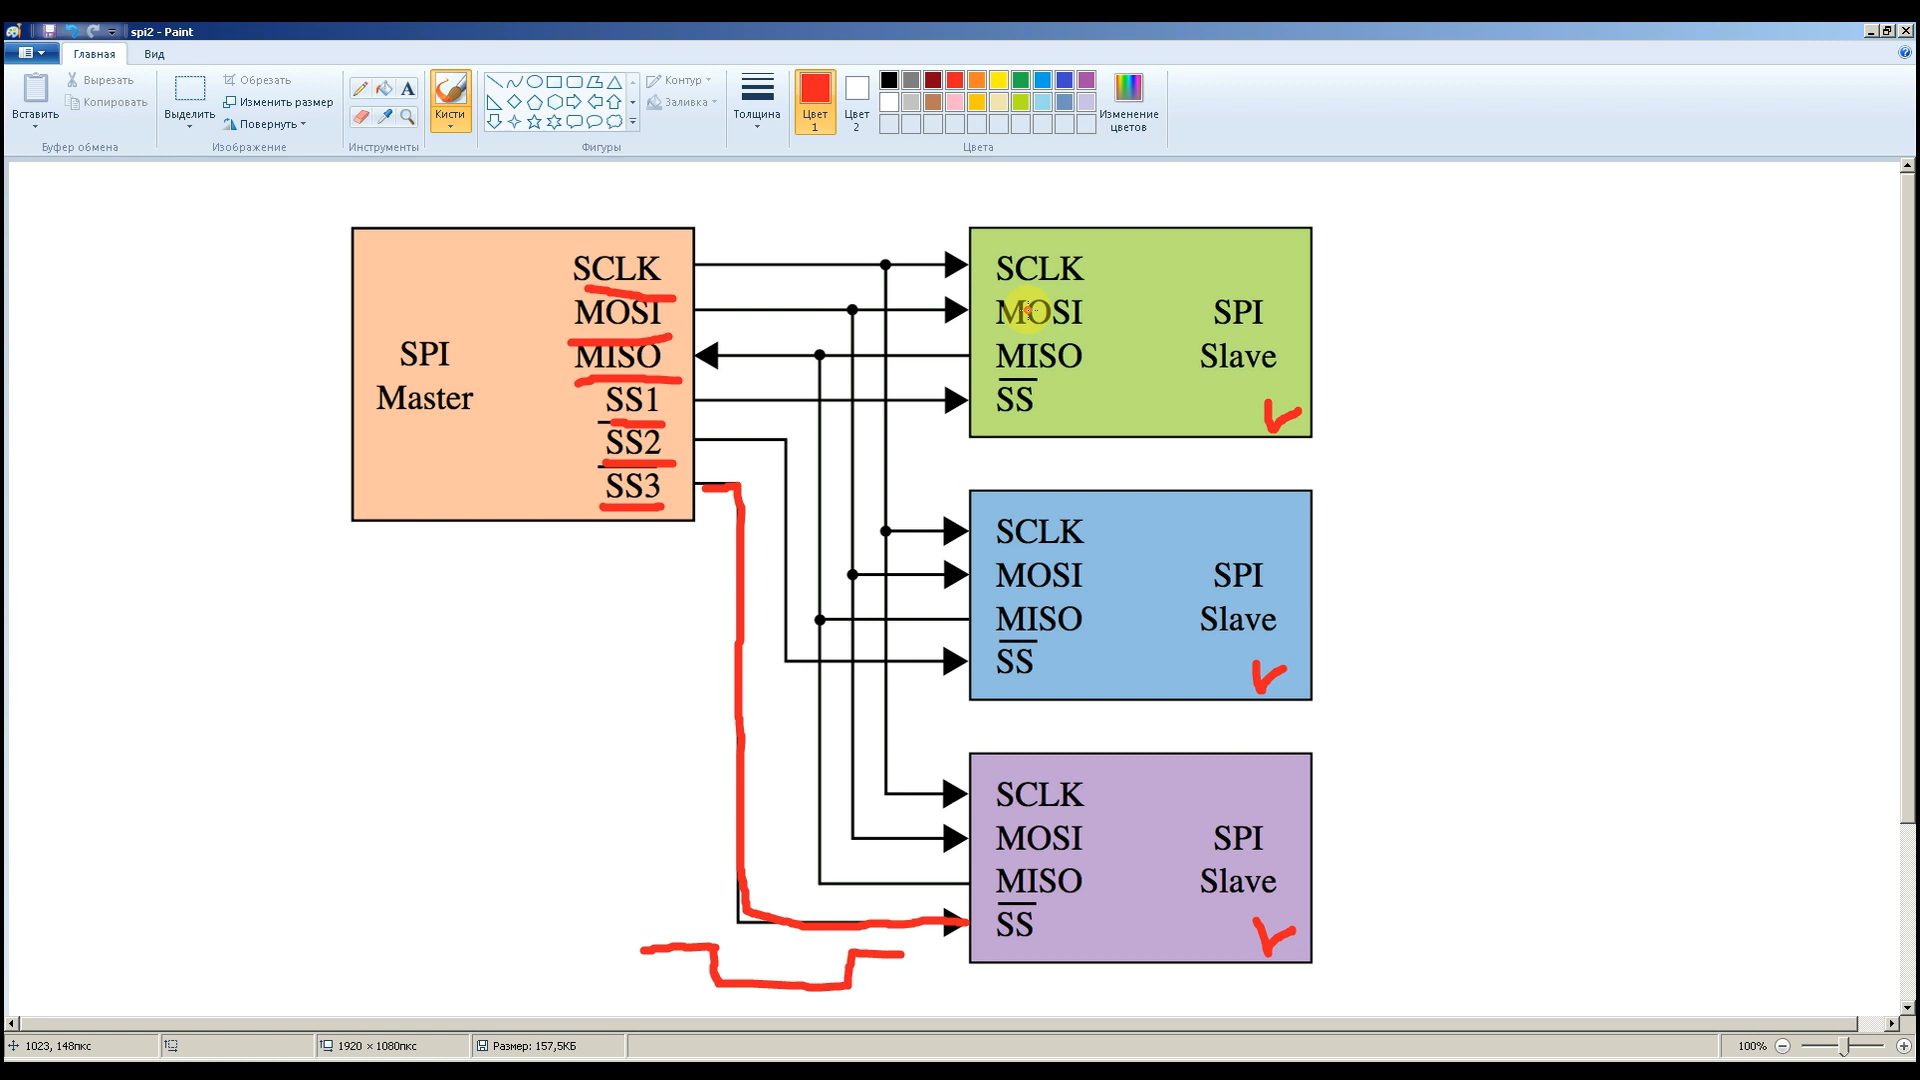 spi2 - Paint
Главная Вид
Вставить
Вырезать
Копировать
Буфер обмена
Выделить
Обрезать
Изменить размер
Повернуть
Изображение
A
Инструменты
Кисти
Контур
Заливка
Фигуры
Толщина
Цвет
1
Цвет
2
Изменение
цветов
Цвета
SPI
Master
SCLK
MOSI
MISO
SS1
SS2
SS3
SCLK
MOSI
MISO
SS
SPI
Slave
SCLK
MOSI
MISO
SS
SPI
Slave
SCLK
MOSI
MISO
SS
SPI
Slave
1023, 148пкс
1920 × 1080пкс
Размер: 157,5КБ
100%